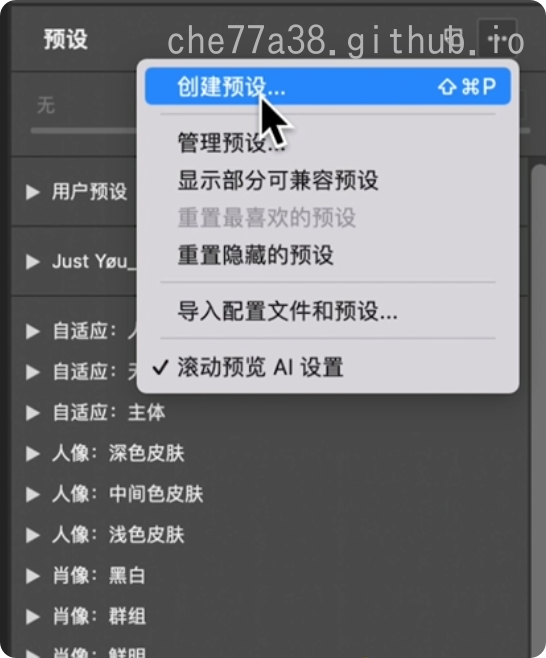 预设
che77a38.github.io
无
创建预设... ⇧⌘P
管理预设...
显示部分可兼容预设
重置最喜欢的预设
重置隐藏的预设
导入配置文件和预设...
✓ 滚动预览 AI 设置
用户预设
Just Yøu_
自适应：
自适应：
自适应：主体
人像：深色皮肤
人像：中间色皮肤
人像：浅色皮肤
肖像：黑白
肖像：群组
肖像：鲜明